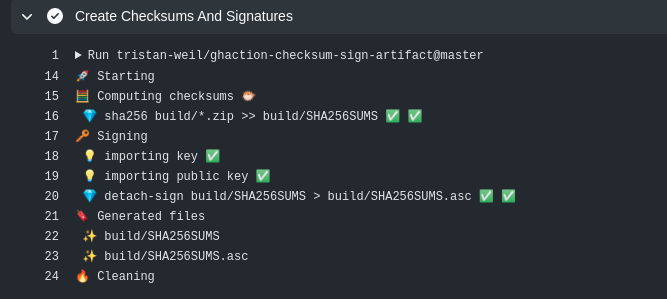 Create Checksums And Signatures
1 ▶ Run tristan-weil/ghaction-checksum-sign-artifact@master
14 🚀 Starting
15 🧮 Computing checksums 🐡
16 💎 sha256 build/*.zip >> build/SHA256SUMS ✅ ✅
17 🔑 Signing
18 💡 importing key ✅
19 💡 importing public key ✅
20 💎 detach-sign build/SHA256SUMS > build/SHA256SUMS.asc ✅ ✅
21 🔖 Generated files
22 ✨ build/SHA256SUMS
23 ✨ build/SHA256SUMS.asc
24 🔥 Cleaning